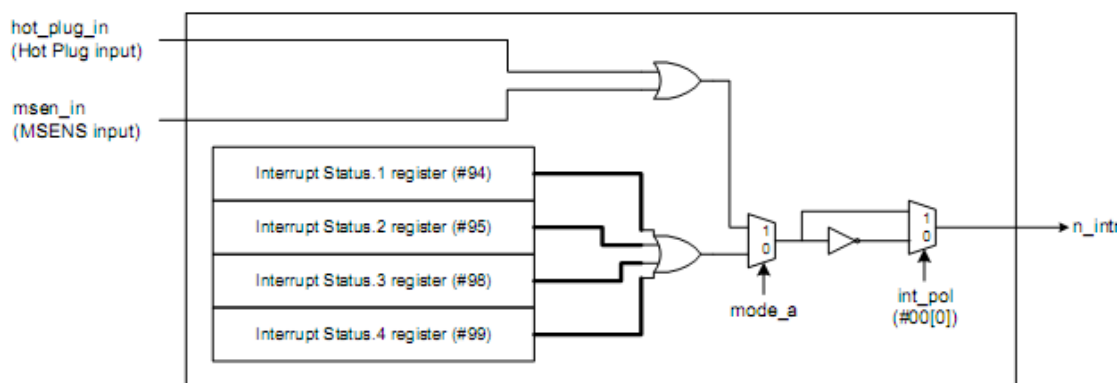 hot_plug_in
(Hot Plug input)
msen_in
(MSENS input)
Interrupt Status.1 register (#94)
Interrupt Status.2 register (#95)
Interrupt Status.3 register (#98)
Interrupt Status.4 register (#99)
1
0
mode_a
1
0
int_pol
(#00[0])
n_intr